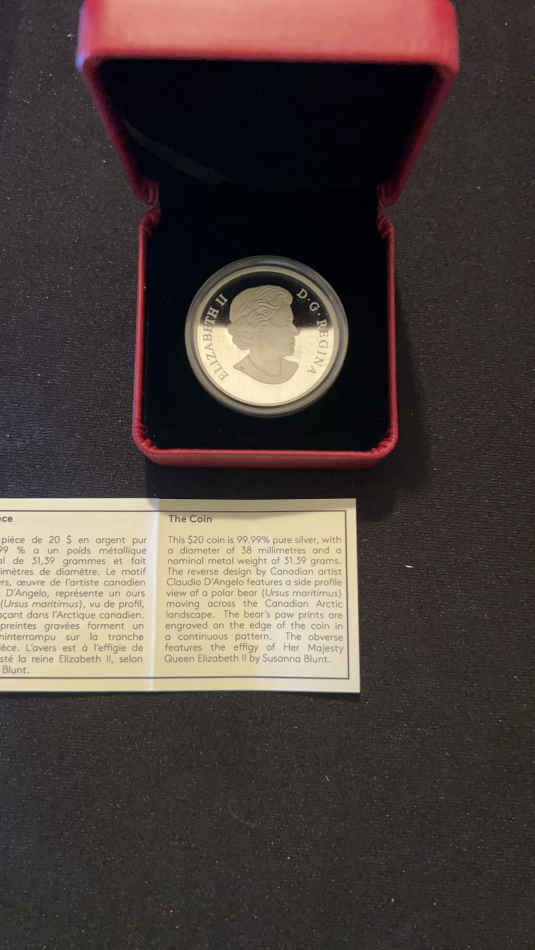 ELIZABETH II D·G·REGINA
ce
pièce de 20 $ en argent pur
99 % a un poids métallique
al de 31,39 grammes et fait
imètres de diamètre. Le motif
rs, œuvre de l'artiste canadien
D'Angelo, représente un ours
(Ursus maritimus), vu de profil,
açant dans l'Arctique canadien.
preintes gravées forment un
ninterrompu sur la tranche
ièce. L'avers est à l'effigie de
sté la reine Elizabeth II, selon
Blunt.
The Coin
This $20 coin is 99.99% pure silver, with
a diameter of 38 millimetres and a
nominal metal weight of 31.39 grams.
The reverse design by Canadian artist
Claudio D'Angelo features a side profile
view of a polar bear (Ursus maritimus)
moving across the Canadian Arctic
landscape. The bear's paw prints are
engraved on the edge of the coin in
a continuous pattern. The obverse
features the effigy of Her Majesty
Queen Elizabeth II by Susanna Blunt.